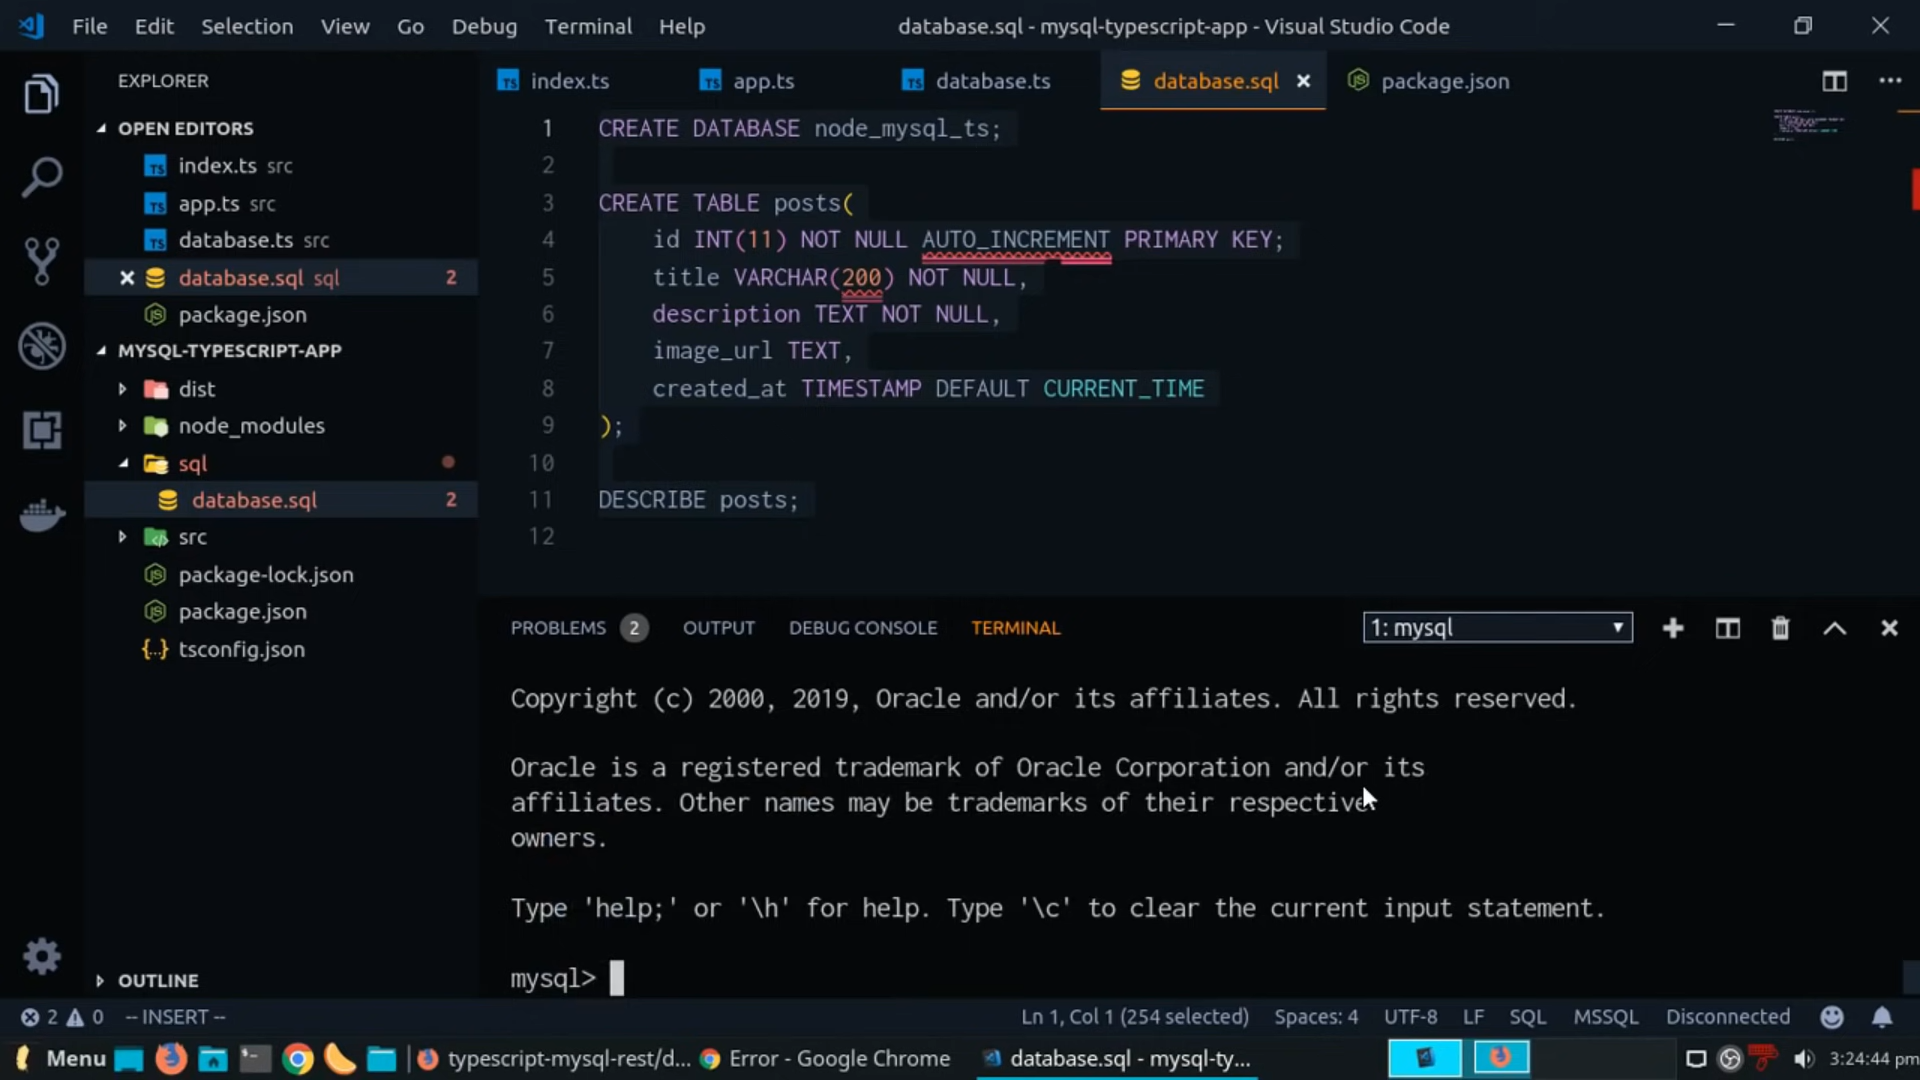 File Edit Selection View Go Debug Terminal Help
database.sql - mysql-typescript-app - Visual Studio Code
EXPLORER
OPEN EDITORS
TS index.ts src
TS app.ts src
TS database.ts src
database.sql sql 2
package.json
MYSQL-TYPESCRIPT-APP
dist
node_modules
sql
database.sql 2
src
package-lock.json
package.json
{..} tsconfig.json
OUTLINE
TS index.ts TS app.ts TS database.ts database.sql package.json
1 CREATE DATABASE node_mysql_ts;
2
3 CREATE TABLE posts(
4 id INT(11) NOT NULL AUTO_INCREMENT PRIMARY KEY;
5 title VARCHAR(200) NOT NULL,
6 description TEXT NOT NULL,
7 image_url TEXT,
8 created_at TIMESTAMP DEFAULT CURRENT_TIME
9 );
10
11 DESCRIBE posts;
12
PROBLEMS 2 OUTPUT DEBUG CONSOLE TERMINAL 1: mysql
Copyright (c) 2000, 2019, Oracle and/or its affiliates. All rights reserved.
Oracle is a registered trademark of Oracle Corporation and/or its
affiliates. Other names may be trademarks of their respective
owners.
Type 'help;' or '\h' for help. Type '\c' to clear the current input statement.
mysql>
2 0 -- INSERT -- Ln 1, Col 1 (254 selected) Spaces: 4 UTF-8 LF SQL MSSQL Disconnected
Menu typescript-mysql-rest/d... Error - Google Chrome database.sql - mysql-ty... 3:24:44 pm